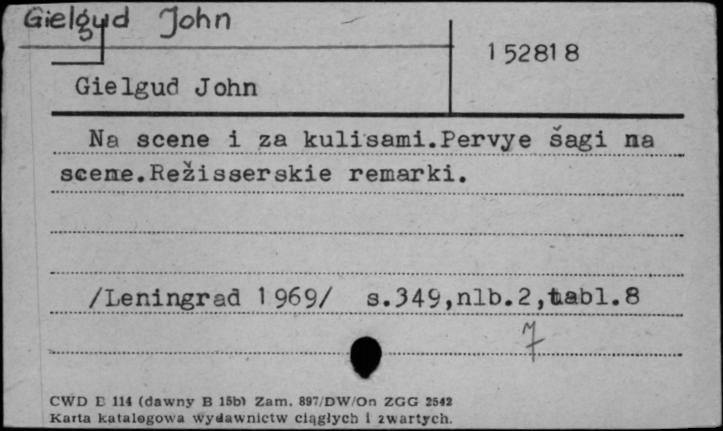 Gielgud John
152818
Gielgud John
Na scene i za kulisami.Pervye šagi na
scene.Režisserskie remarki.
/Leningrad 1969/ s.349,nlb.2,tabl.8
7
CWD E 114 (dawny B 15b) Zam. 897/DW/On ZGG 2542
Karta katalogowa wydawnictw ciągłych i zwartych.